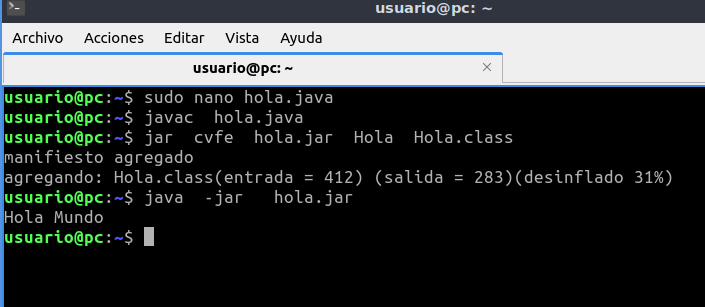 usuario@pc: ~
Archivo Acciones Editar Vista Ayuda
usuario@pc: ~
usuario@pc:~$ sudo nano hola.java
usuario@pc:~$ javac  hola.java
usuario@pc:~$ jar  cvfe  hola.jar  Hola  Hola.class
manifiesto agregado
agregando: Hola.class(entrada = 412) (salida = 283)(desinflado 31%)
usuario@pc:~$ java  -jar   hola.jar
Hola Mundo
usuario@pc:~$